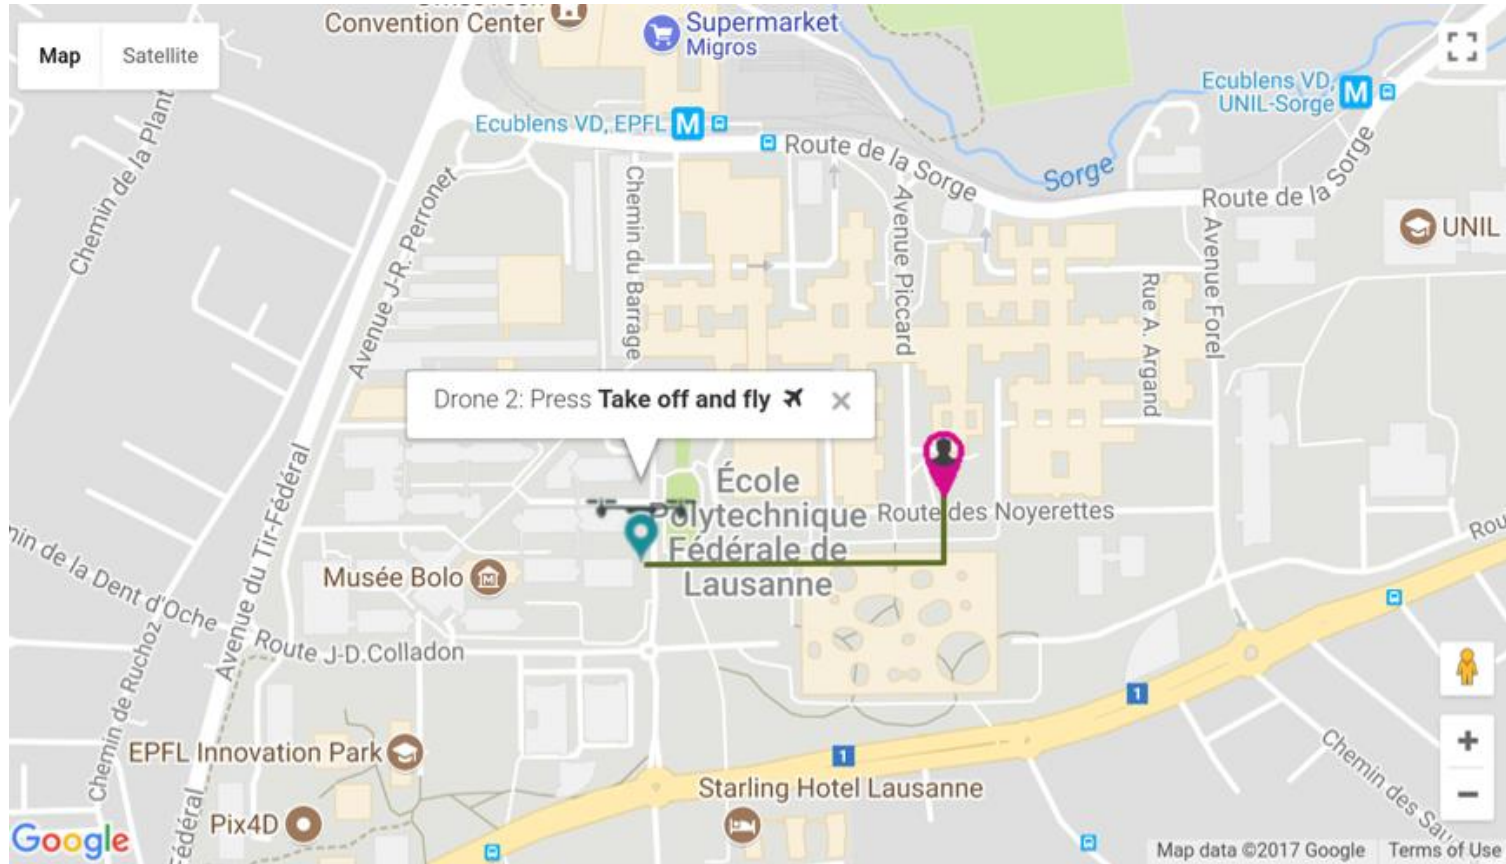 Convention Center
Supermarket
Migros
Map
Satellite
Ecublens VD,
UNIL-Sorge
M
Ecublens VD, EPFL
M
Route de la Sorge
Sorge
Route de la Sorge
UNIL
Chemin de la Plant
Avenue J-R. Perronet
Chemin du Barrage
Avenue Piccard
Avenue Forel
Rue A. Argand
Drone 2: Press Take off and fly
École
olytechnique
Fédérale de
Lausanne
Route des Noyerettes
Rou
Musée Bolo
M
min de la Dent d'Oche
Avenue du Tir-Fédéral
Route J-D.Colladon
Chemin de Ruchoz
1
1
EPFL Innovation Park
Starling Hotel Lausanne
Chemin des Sau
Pix4D
Fédéral
Google
Map data ©2017 Google
Terms of Use